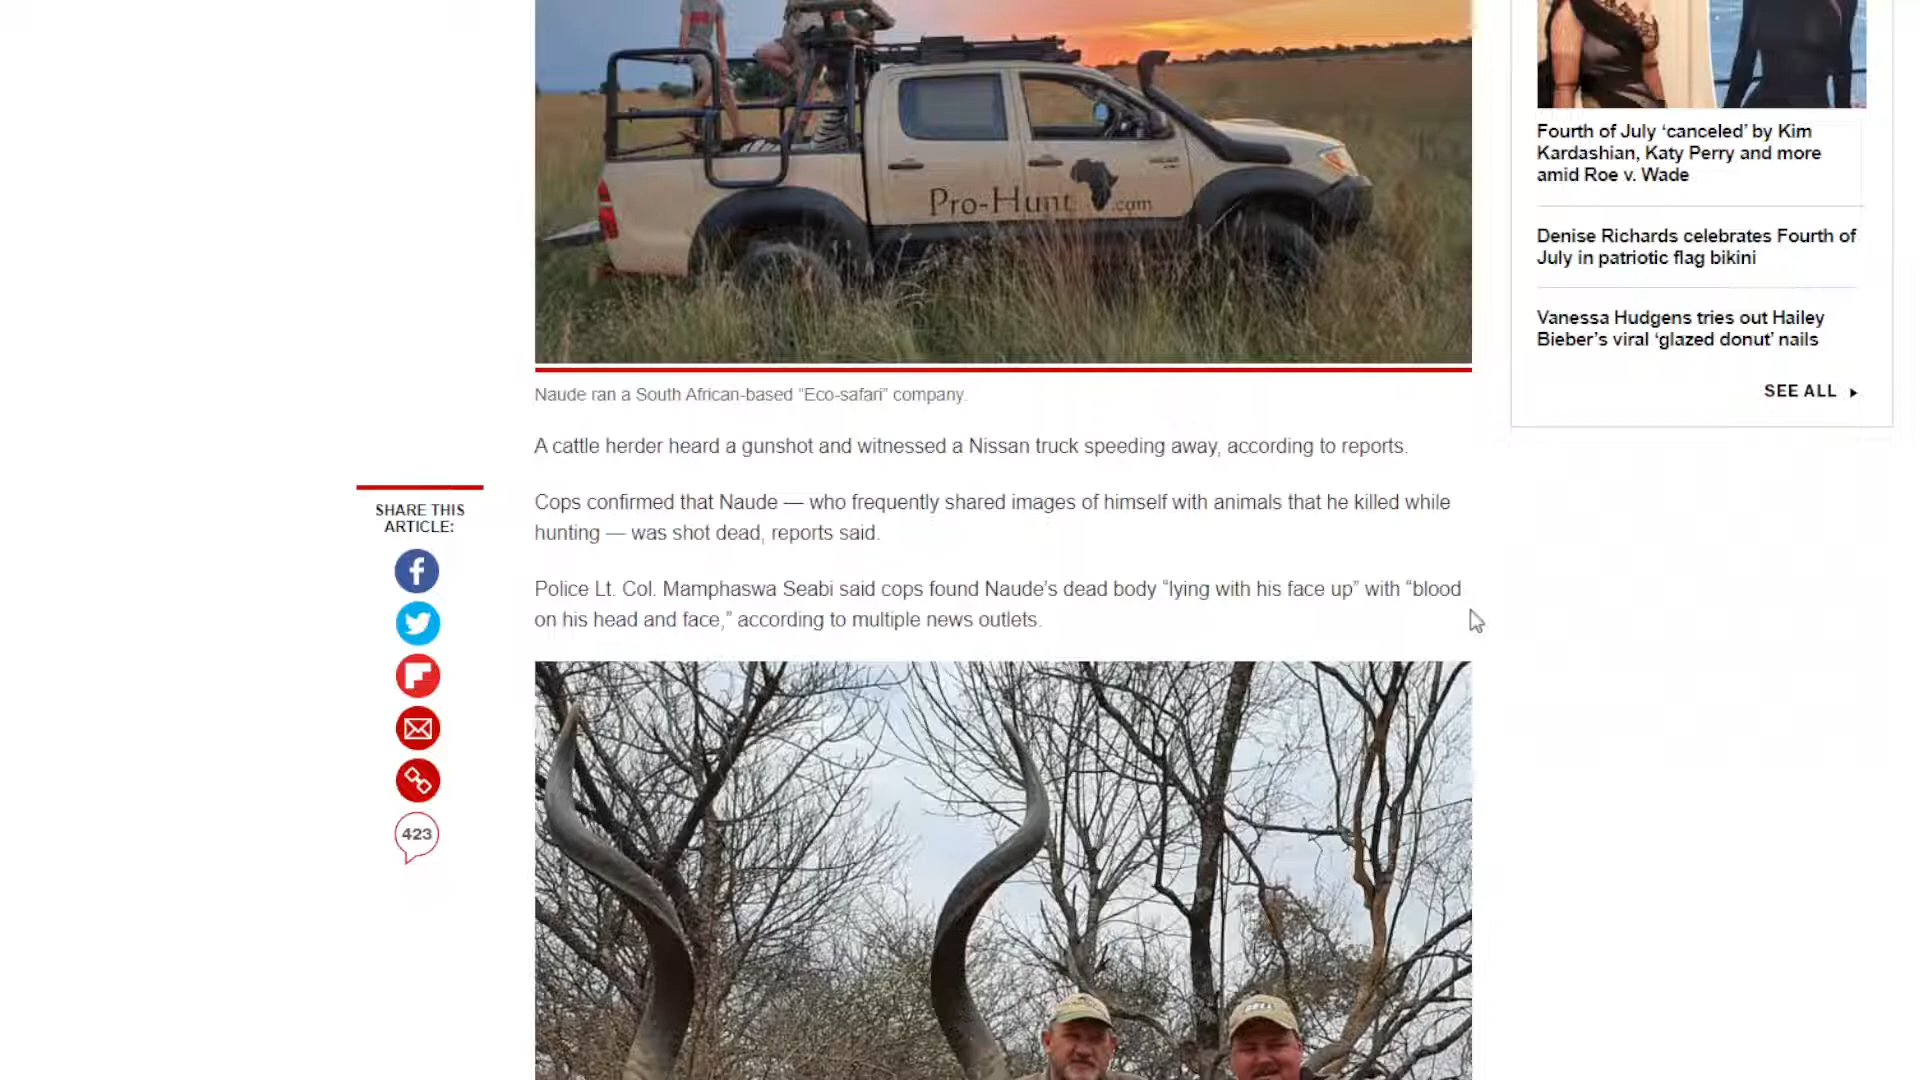 Pro-Hunt .com
Naude ran a South African-based “Eco-safari” company.
A cattle herder heard a gunshot and witnessed a Nissan truck speeding away, according to reports.
Cops confirmed that Naude — who frequently shared images of himself with animals that he killed while
hunting — was shot dead, reports said.
Police Lt. Col. Mamphaswa Seabi said cops found Naude’s dead body “lying with his face up” with “blood
on his head and face,” according to multiple news outlets.
SHARE THIS
ARTICLE:
423
Fourth of July ‘canceled’ by Kim
Kardashian, Katy Perry and more
amid Roe v. Wade
Denise Richards celebrates Fourth of
July in patriotic flag bikini
Vanessa Hudgens tries out Hailey
Bieber’s viral ‘glazed donut’ nails
SEE ALL